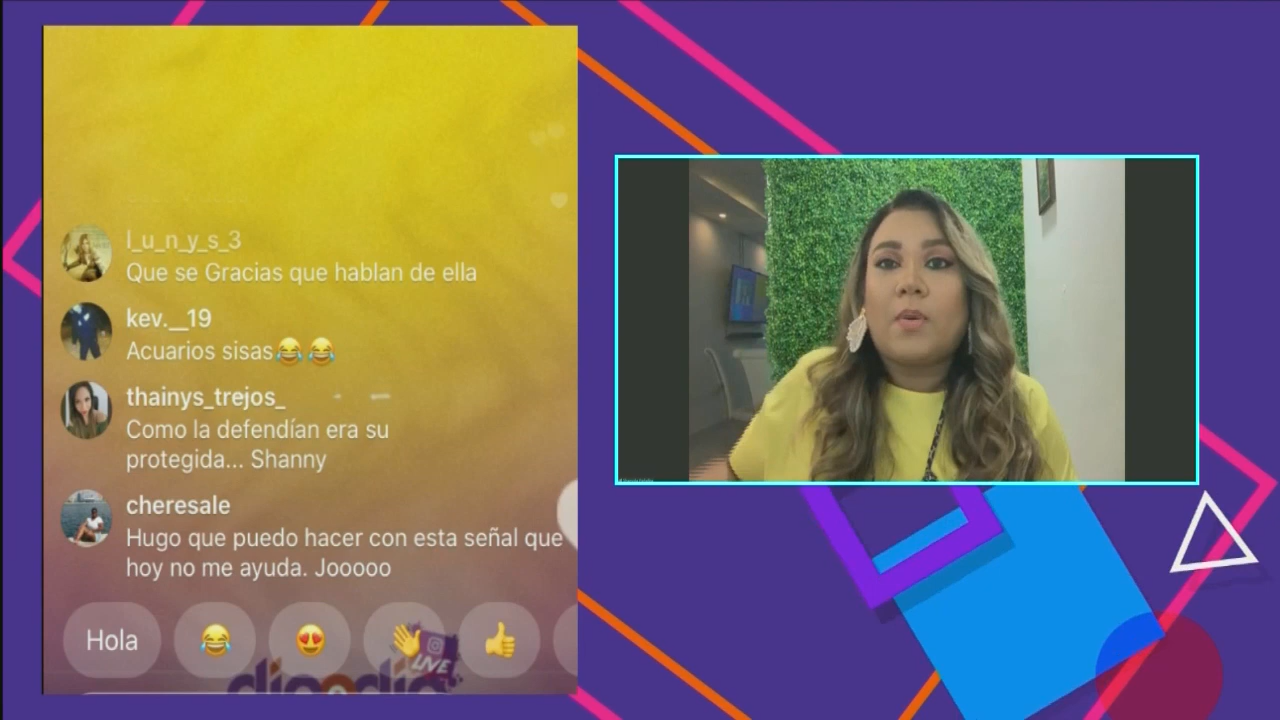 l_u_n_y_s_3
Que se Gracias que hablan de ella
kev.__19
Acuarios sisas😂😂
thainys_trejos_
Como la defendían era su
protegida... Shanny
cheresale
Hugo que puedo hacer con esta señal que
hoy no me ayuda. Jooooo
Hola
LIVE